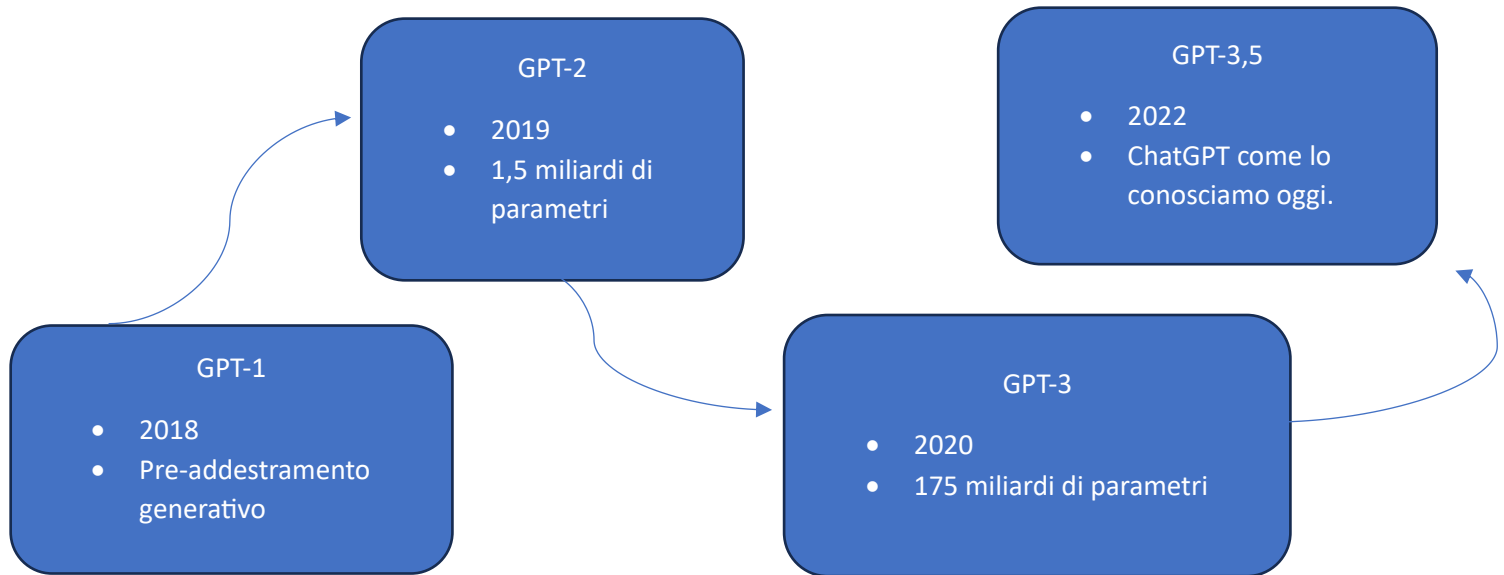 GPT-1
• 2018
• Pre-addestramento
generativo
GPT-2
• 2019
• 1,5 miliardi di
parametri
GPT-3
• 2020
• 175 miliardi di parametri
GPT-3,5
• 2022
• ChatGPT come lo
conosciamo oggi.